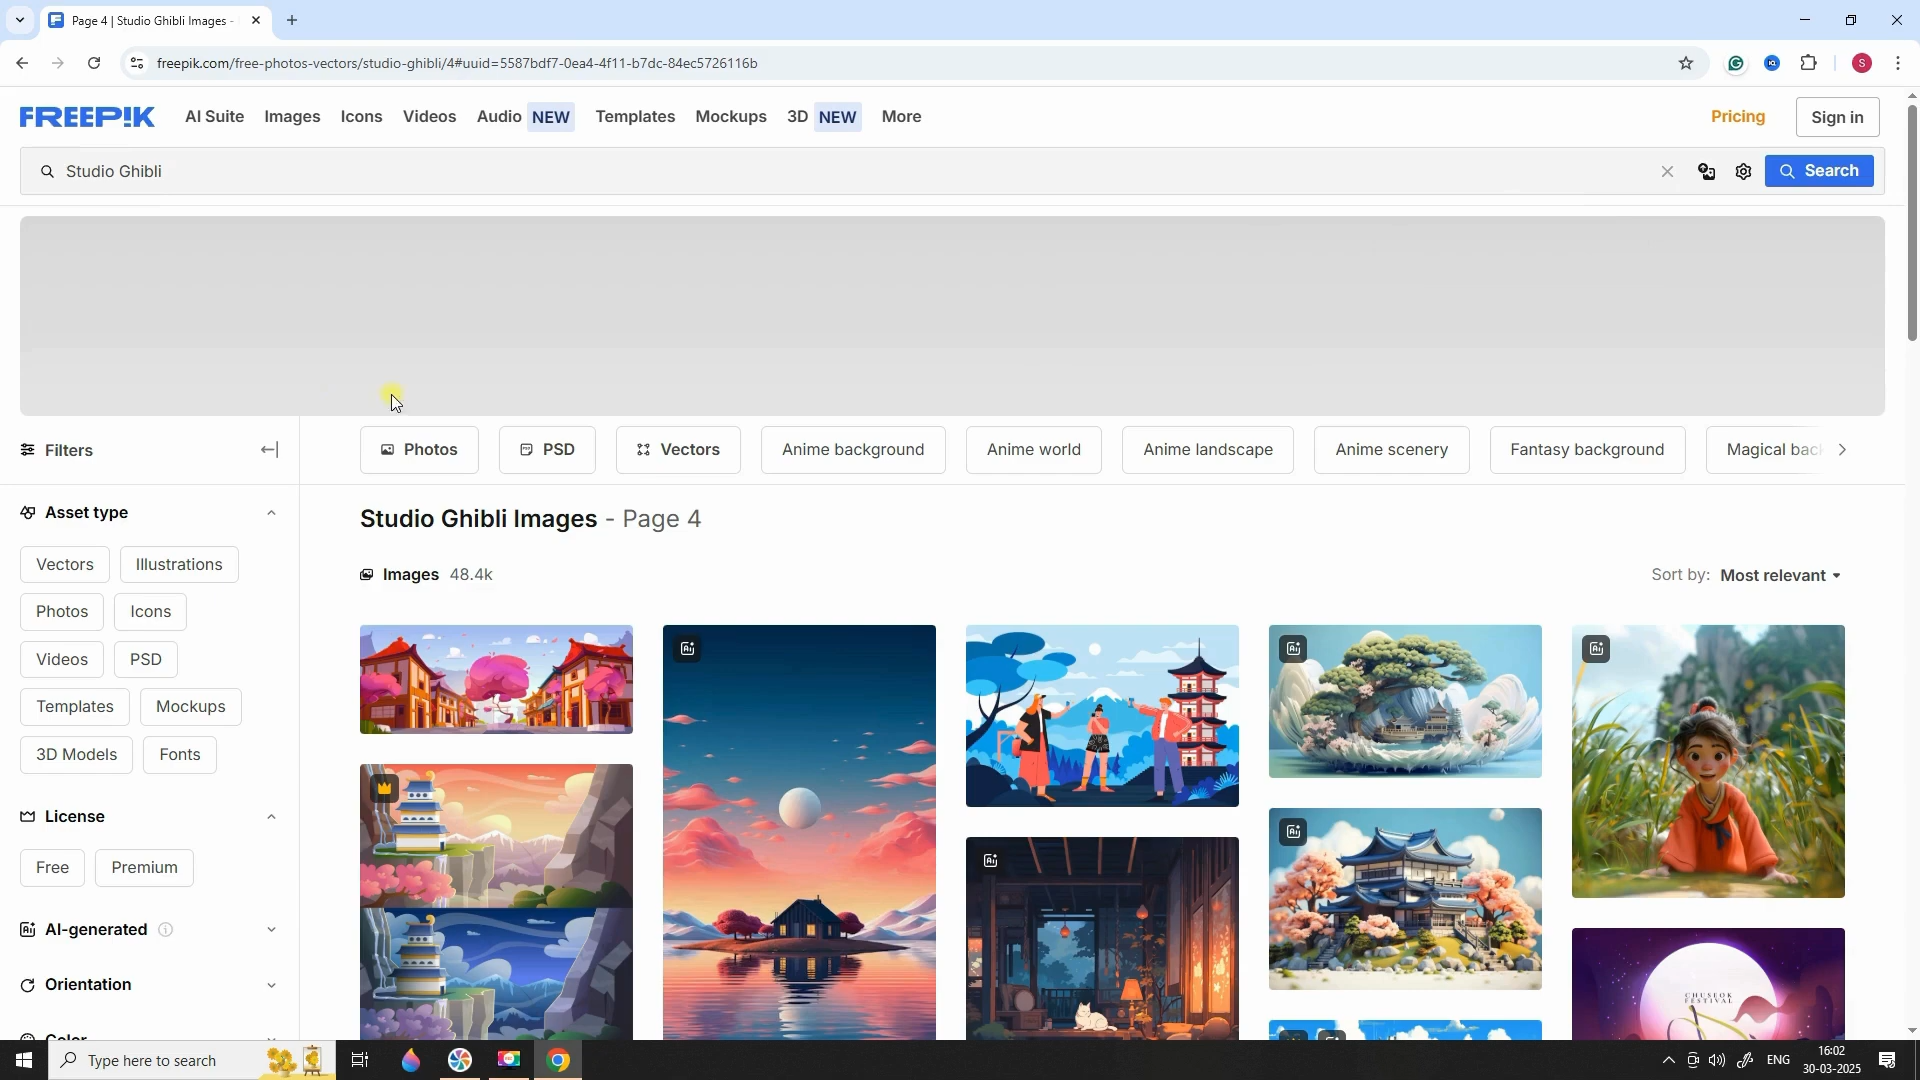 Page 4 | Studio Ghibli Images -
freepik.com/free-photos-vectors/studio-ghibli/4#uuid=5587bdf7-0ea4-4f11-b7dc-84ec5726116b
S
FREEP!K
AI Suite
Images
Icons
Videos
Audio NEW
Templates
Mockups
3D NEW
More
Pricing
Sign in
Studio Ghibli
Search
Filters
Photos
PSD
Vectors
Anime background
Anime world
Anime landscape
Anime scenery
Fantasy background
Magical bac
Asset type
Vectors
Illustrations
Photos
Icons
Videos
PSD
Templates
Mockups
3D Models
Fonts
License
Free
Premium
AI-generated
Orientation
Color
Studio Ghibli Images - Page 4
Images 48.4k
Sort by: Most relevant
CHUSEOK
FESTIVAL
Type here to search
ENG
16:02
30-03-2025